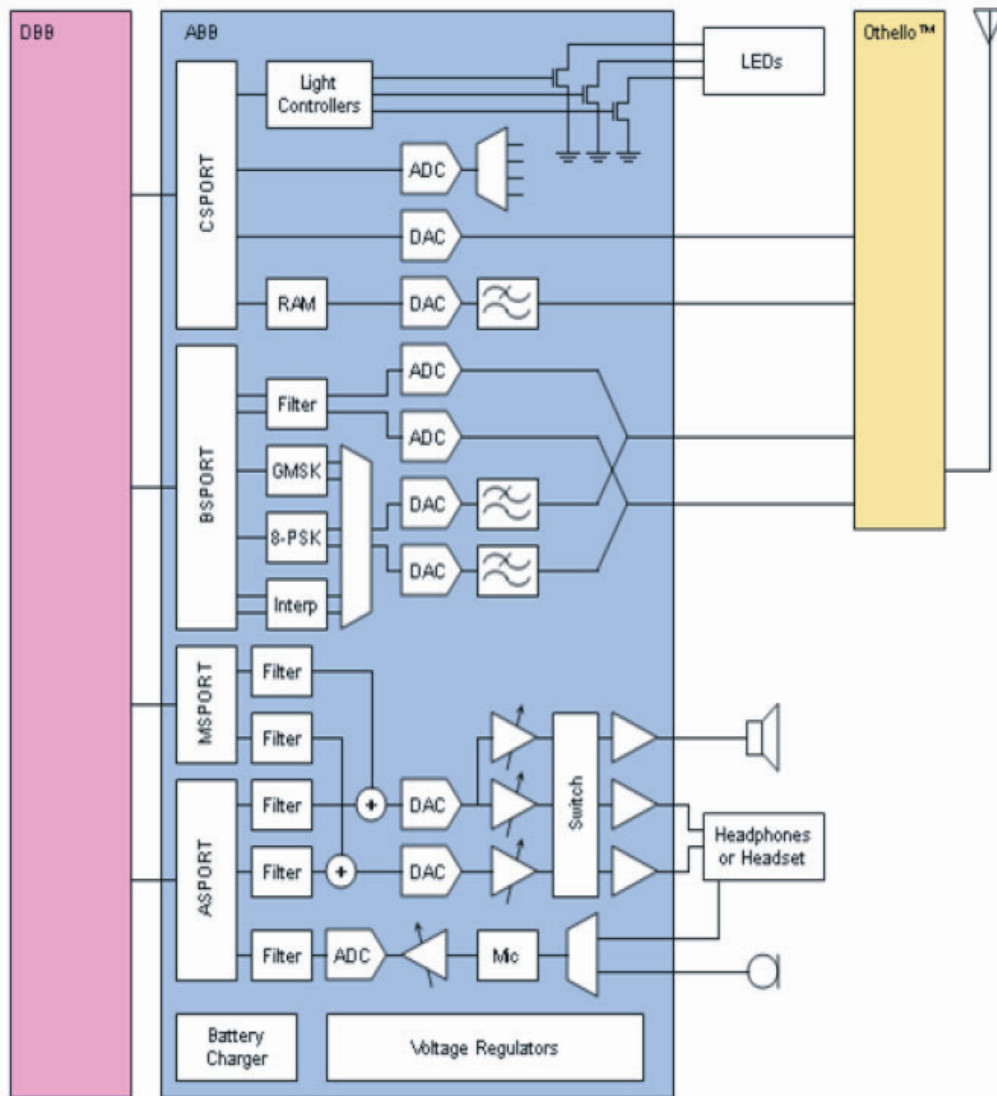 DBB
ABB
Othello™
CSPORT
Light
Controllers
LEDs
ADC
DAC
RAM
DAC
BSPORT
Filter
ADC
ADC
GMSK
DAC
8-PSK
DAC
Interp
MSPORT
Filter
Filter
ASPORT
Filter
+
DAC
Switch
Filter
+
DAC
Headphones
or Headset
Filter
ADC
Mic
Battery
Charger
Voltage Regulators